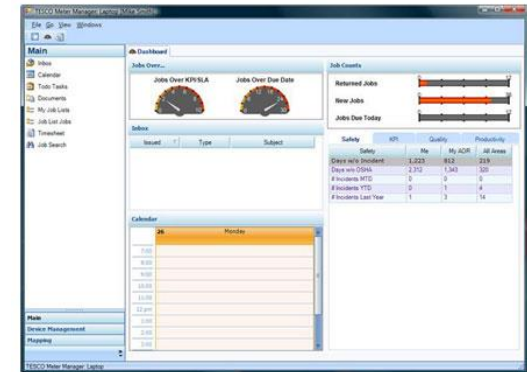 TESCO Meter Manager: Laptop [Mike Smith]
File Go View Windows
Main
Inbox
Calendar
Todo Tasks
Documents
My Job Lists
Job List Jobs
Timesheet
Job Search
Main
Device Management
Mapping
Dashboard
Jobs Over...
Jobs Over KPI/SLA Jobs Over Due Date
Inbox
Issued Type Subject
Calendar
26 Monday
7:00
8:00
9:00
10:00
11:00
12 pm
1:00
2:00
3:00
Job Counts
Returned Jobs
New Jobs
Jobs Due Today
Safety KPI Quality Productivity
Safety Me My ADR All Areas
Days w/o Incident 1,223 912 219
Days w/o OSHA 2,312 1,343 320
# Incidents MTD 0 0 0
# Incidents YTD 0 1 4
# Incidents Last Year 1 3 14
TESCO Meter Manager: Laptop